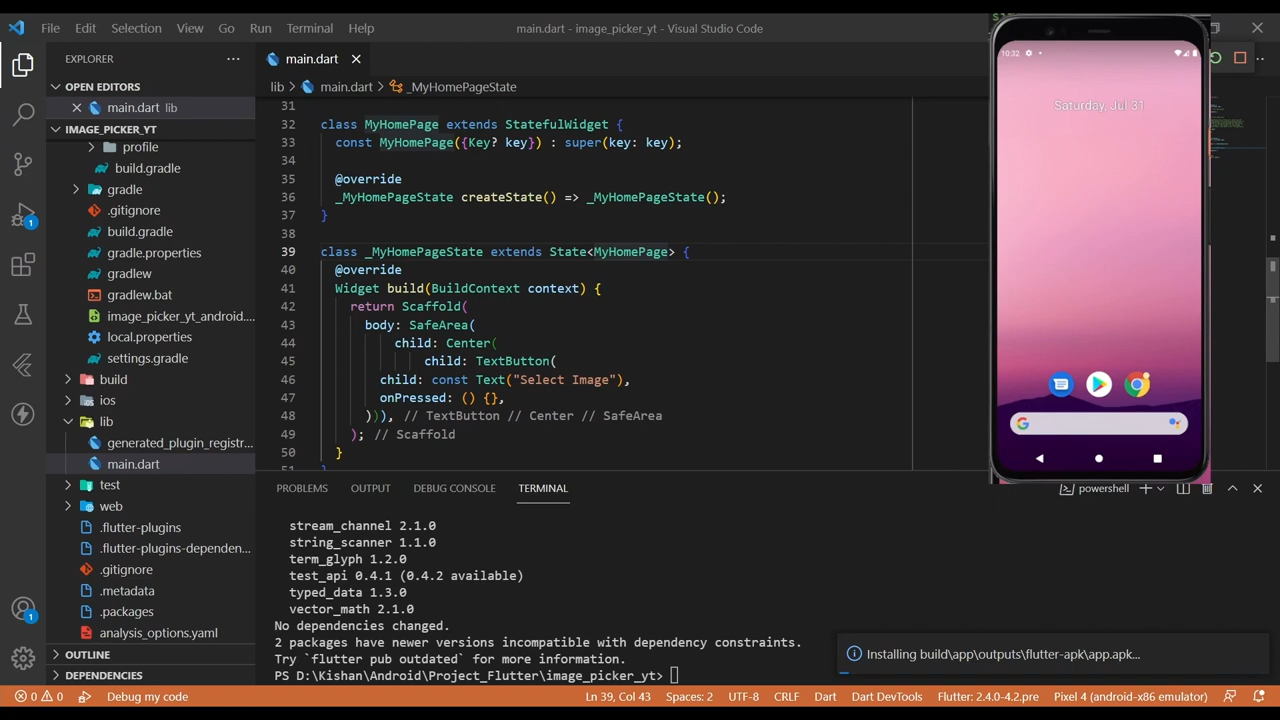 File Edit Selection View Go Run Terminal Help
main.dart - image_picker_yt - Visual Studio Code
EXPLORER
OPEN EDITORS
main.dart lib
IMAGE_PICKER_YT
profile
build.gradle
gradle
.gitignore
build.gradle
gradle.properties
gradlew
gradlew.bat
image_picker_yt_android....
local.properties
settings.gradle
build
ios
lib
generated_plugin_registr...
main.dart
test
web
.flutter-plugins
.flutter-plugins-dependen...
.gitignore
.metadata
.packages
analysis_options.yaml
OUTLINE
DEPENDENCIES
1
1
main.dart
lib > main.dart > _MyHomePageState
31
32 class MyHomePage extends StatefulWidget {
33 const MyHomePage({Key? key}) : super(key: key);
34
35 @override
36 _MyHomePageState createState() => _MyHomePageState();
37 }
38
39 class _MyHomePageState extends State<MyHomePage> {
40 @override
41 Widget build(BuildContext context) {
42 return Scaffold(
43 body: SafeArea(
44 child: Center(
45 child: TextButton(
46 child: const Text("Select Image"),
47 onPressed: () {},
48 ))), // TextButton // Center // SafeArea
49 ); // Scaffold
50 }
10:32
Saturday, Jul 31
PROBLEMS OUTPUT DEBUG CONSOLE TERMINAL
powershell
stream_channel 2.1.0
string_scanner 1.1.0
term_glyph 1.2.0
test_api 0.4.1 (0.4.2 available)
typed_data 1.3.0
vector_math 2.1.0
No dependencies changed.
2 packages have newer versions incompatible with dependency constraints.
Try `flutter pub outdated` for more information.
PS D:\Kishan\Android\Project_Flutter\image_picker_yt>
Installing build\app\outputs\flutter-apk\app.apk...
0 0 Debug my code Ln 39, Col 43 Spaces: 2 UTF-8 CRLF Dart Dart DevTools Flutter: 2.4.0-4.2.pre Pixel 4 (android-x86 emulator)